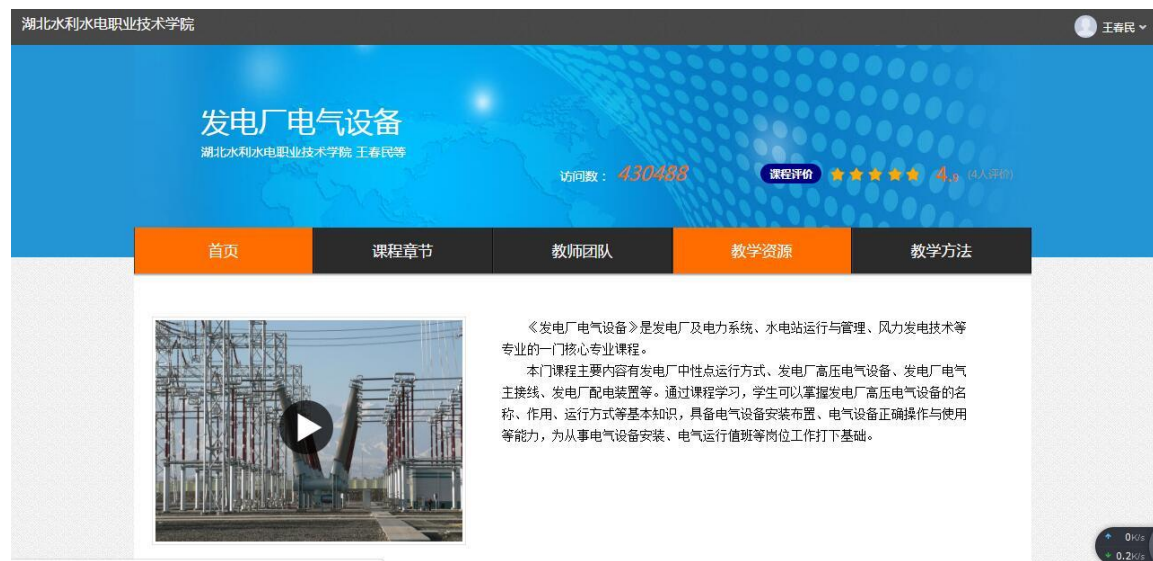 湖北水利水电职业技术学院
王春民
发电厂电气设备
湖北水利水电职业技术学院 王春民等
访问数： 430488
课程评价 4.9 (4人评价)
首页 课程章节 教师团队 教学资源 教学方法
《发电厂电气设备》是发电厂及电力系统、水电站运行与管理、风力发电技术等
专业的一门核心专业课程。
本门课程主要内容有发电厂中性点运行方式、发电厂高压电气设备、发电厂电气
主接线、发电厂配电装置等。通过课程学习，学生可以掌握发电厂高压电气设备的名
称、作用、运行方式等基本知识，具备电气设备安装布置、电气设备正确操作与使用
等能力，为从事电气设备安装、电气运行值班等岗位工作打下基础。
0K/s
0.2K/s